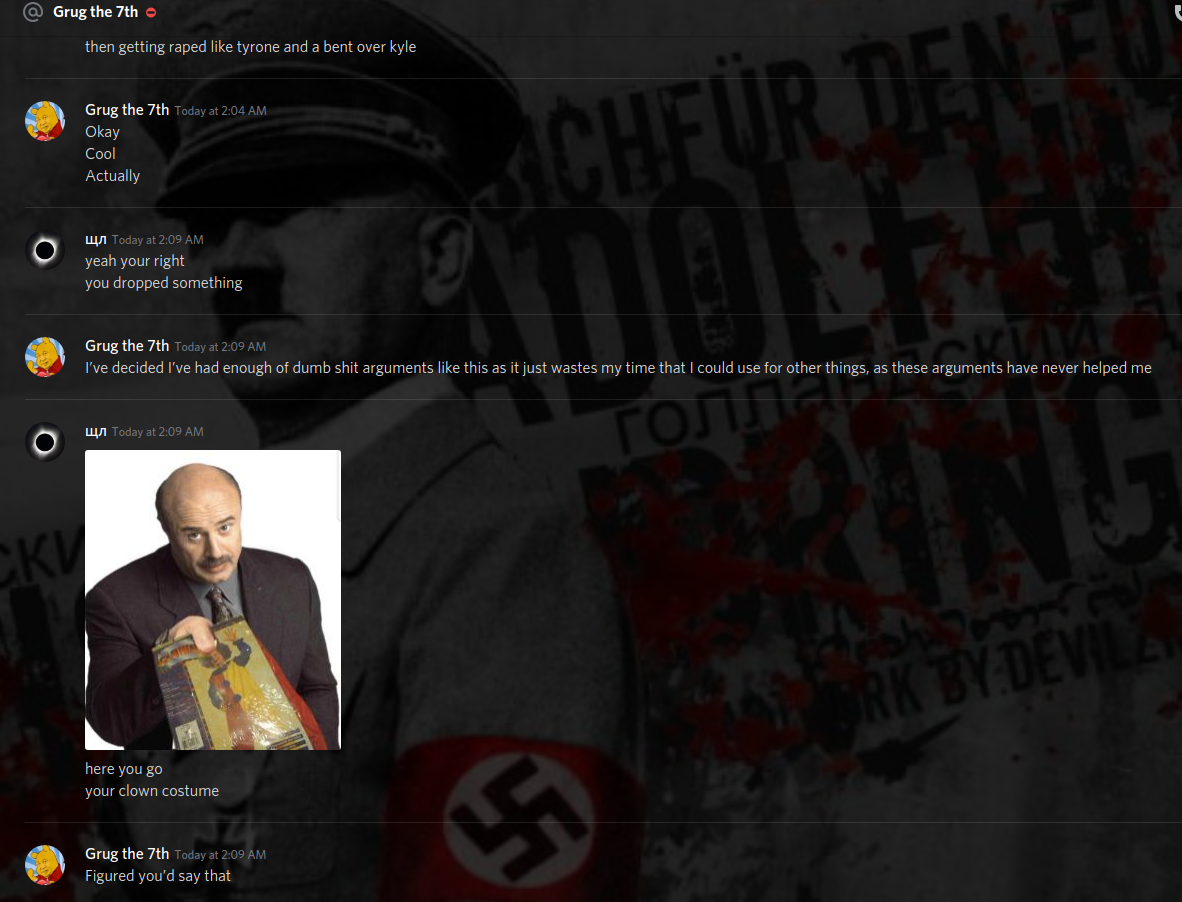 Grug the 7th
then getting raped like tyrone and a bent over kyle
Grug the 7th Today at 2:04 AM
Okay
Cool
Actually
щл Today at 2:09 AM
yeah your right
you dropped something
Grug the 7th Today at 2:09 AM
I've decided I've had enough of dumb shit arguments like this as it just wastes my time that I could use for other things, as these arguments have never helped me
щл Today at 2:09 AM
here you go
your clown costume
Grug the 7th Today at 2:09 AM
Figured you'd say that
ICH FÜR DEN FÜ
ADOLF H
BY DEVIL